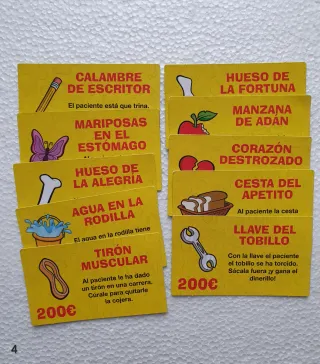 CALAMBRE
DE ESCRITOR
El paciente está que trina.
MARIPOSAS
EN EL
ESTÓMAGO
HUESO DE
LA ALEGRÍA
AGUA EN LA
RODILLA
El agua en la rodilla tiene
TIRÓN
MUSCULAR
Al paciente le ha dado
un tirón en una carrera.
Cúrale para quitarle
la cojera.
200€
HUESO DE
LA FORTUNA
MANZANA
DE ADÁN
CORAZÓN
DESTROZADO
CESTA DEL
APETITO
Al paciente la cesta
LLAVE DEL
TOBILLO
Con la llave el paciente
el tobillo se ha torcido.
Sácala fuera ¡y gana el
dinerillo!
200€
4